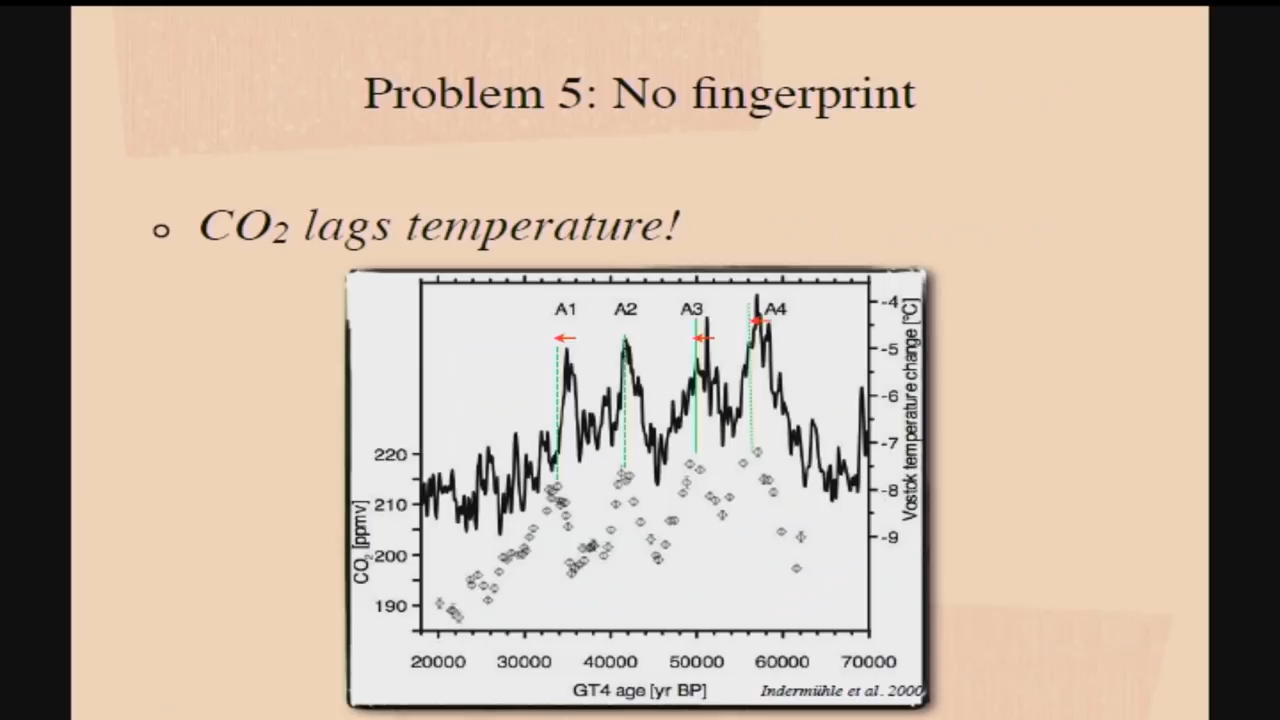 Problem 5: No fingerprint
CO₂ lags temperature!
A1 A2 A3 A4
-4
-5
-6
-7
-8
-9
Vostok temperature change [°C]
220
210
200
190
CO₂ [ppmv]
20000 30000 40000 50000 60000 70000
GT4 age [yr BP]
Indermühle et al. 2000